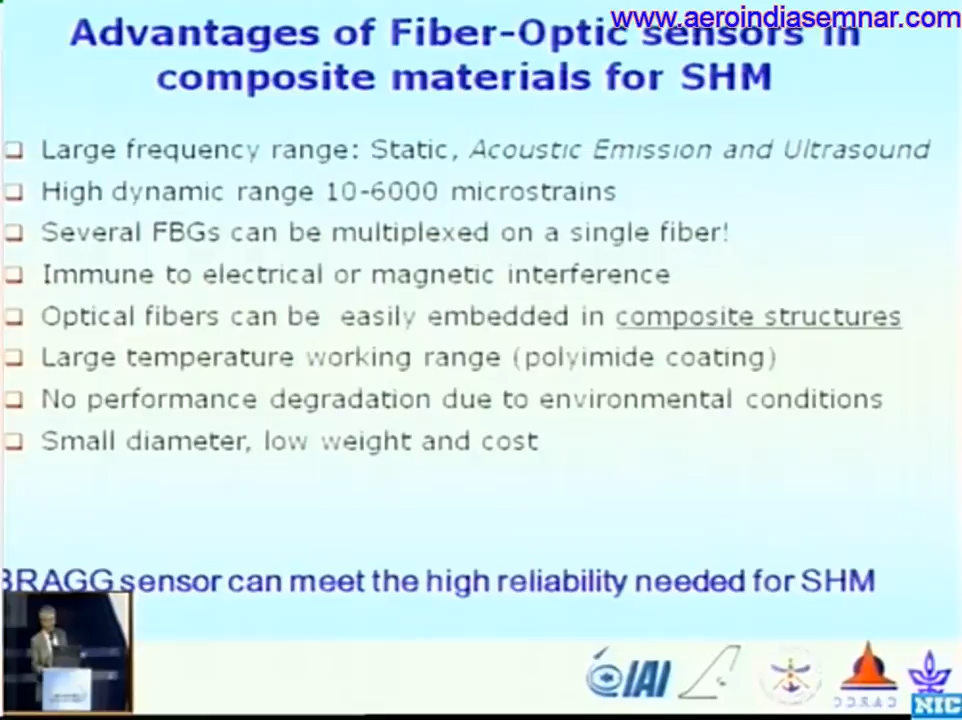 www.aeroindiasemnar.com
Advantages of Fiber-Optic sensors in
composite materials for SHM
Large frequency range: Static, Acoustic Emission and Ultrasound
High dynamic range 10-6000 microstrains
Several FBGs can be multiplexed on a single fiber!
Immune to electrical or magnetic interference
Optical fibers can be easily embedded in composite structures
Large temperature working range (polyimide coating)
No performance degradation due to environmental conditions
Small diameter, low weight and cost
BRAGG sensor can meet the high reliability needed for SHM
IAI
NIC